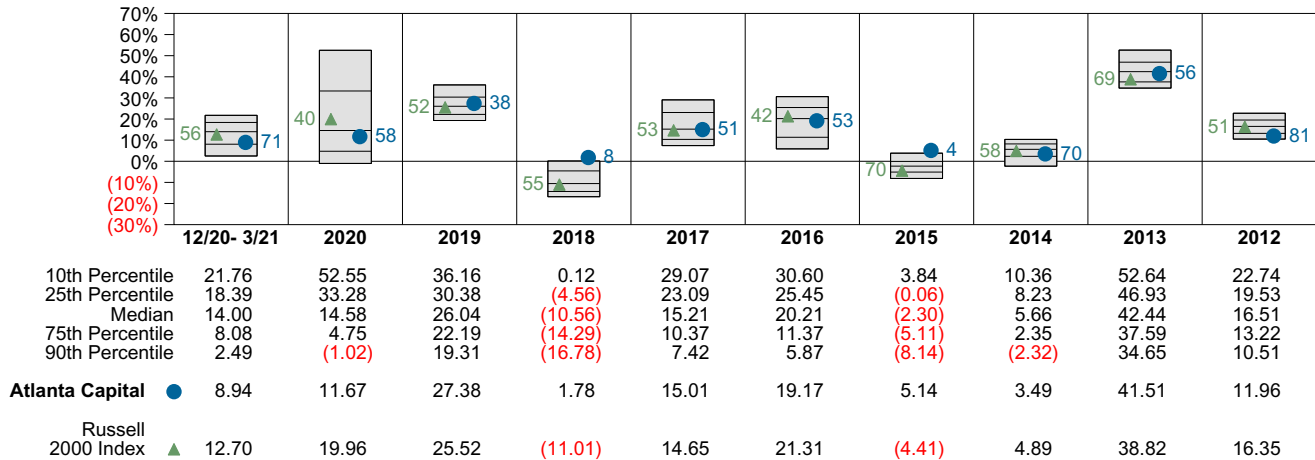 70%
60%
50%
40%
30%
20%
10%
0%
(10%)
(20%)
(30%)
56 71 40 58 52 38 55 8 53 51 42 53 70 4 58 70 69 56 51 81
12/20- 3/21 2020 2019 2018 2017 2016 2015 2014 2013 2012
10th Percentile 21.76 52.55 36.16 0.12 29.07 30.60 3.84 10.36 52.64 22.74
25th Percentile 18.39 33.28 30.38 (4.56) 23.09 25.45 (0.06) 8.23 46.93 19.53
Median 14.00 14.58 26.04 (10.56) 15.21 20.21 (2.30) 5.66 42.44 16.51
75th Percentile 8.08 4.75 22.19 (14.29) 10.37 11.37 (5.11) 2.35 37.59 13.22
90th Percentile 2.49 (1.02) 19.31 (16.78) 7.42 5.87 (8.14) (2.32) 34.65 10.51
Atlanta Capital 8.94 11.67 27.38 1.78 15.01 19.17 5.14 3.49 41.51 11.96
Russell
2000 Index 12.70 19.96 25.52 (11.01) 14.65 21.31 (4.41) 4.89 38.82 16.35